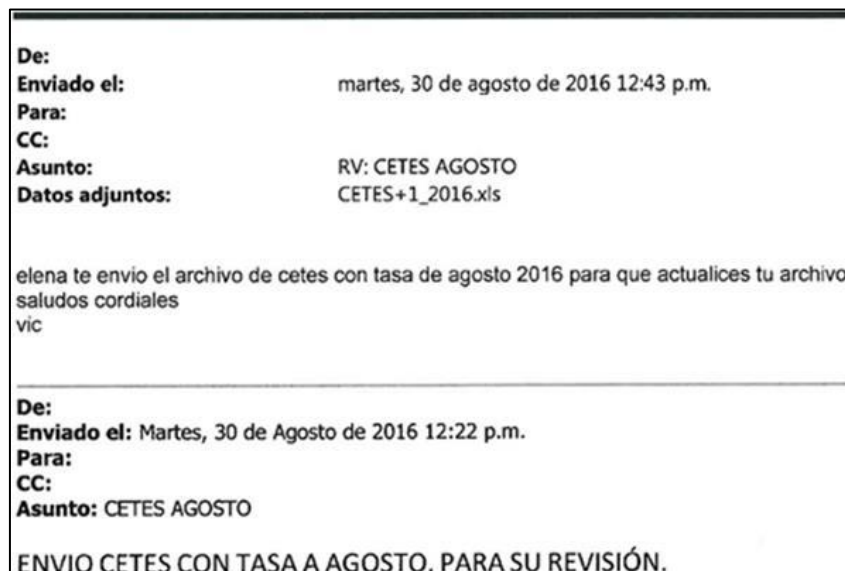 De:
Enviado el: martes, 30 de agosto de 2016 12:43 p.m.
Para:
CC:
Asunto: RV: CETES AGOSTO
Datos adjuntos: CETES+1_2016.xls
elena te envio el archivo de cetes con tasa de agosto 2016 para que actualices tu archivo
saludos cordiales
vic
De:
Enviado el: Martes, 30 de Agosto de 2016 12:22 p.m.
Para:
CC:
Asunto: CETES AGOSTO
ENVIO CETES CON TASA A AGOSTO, PARA SU REVISIÓN.